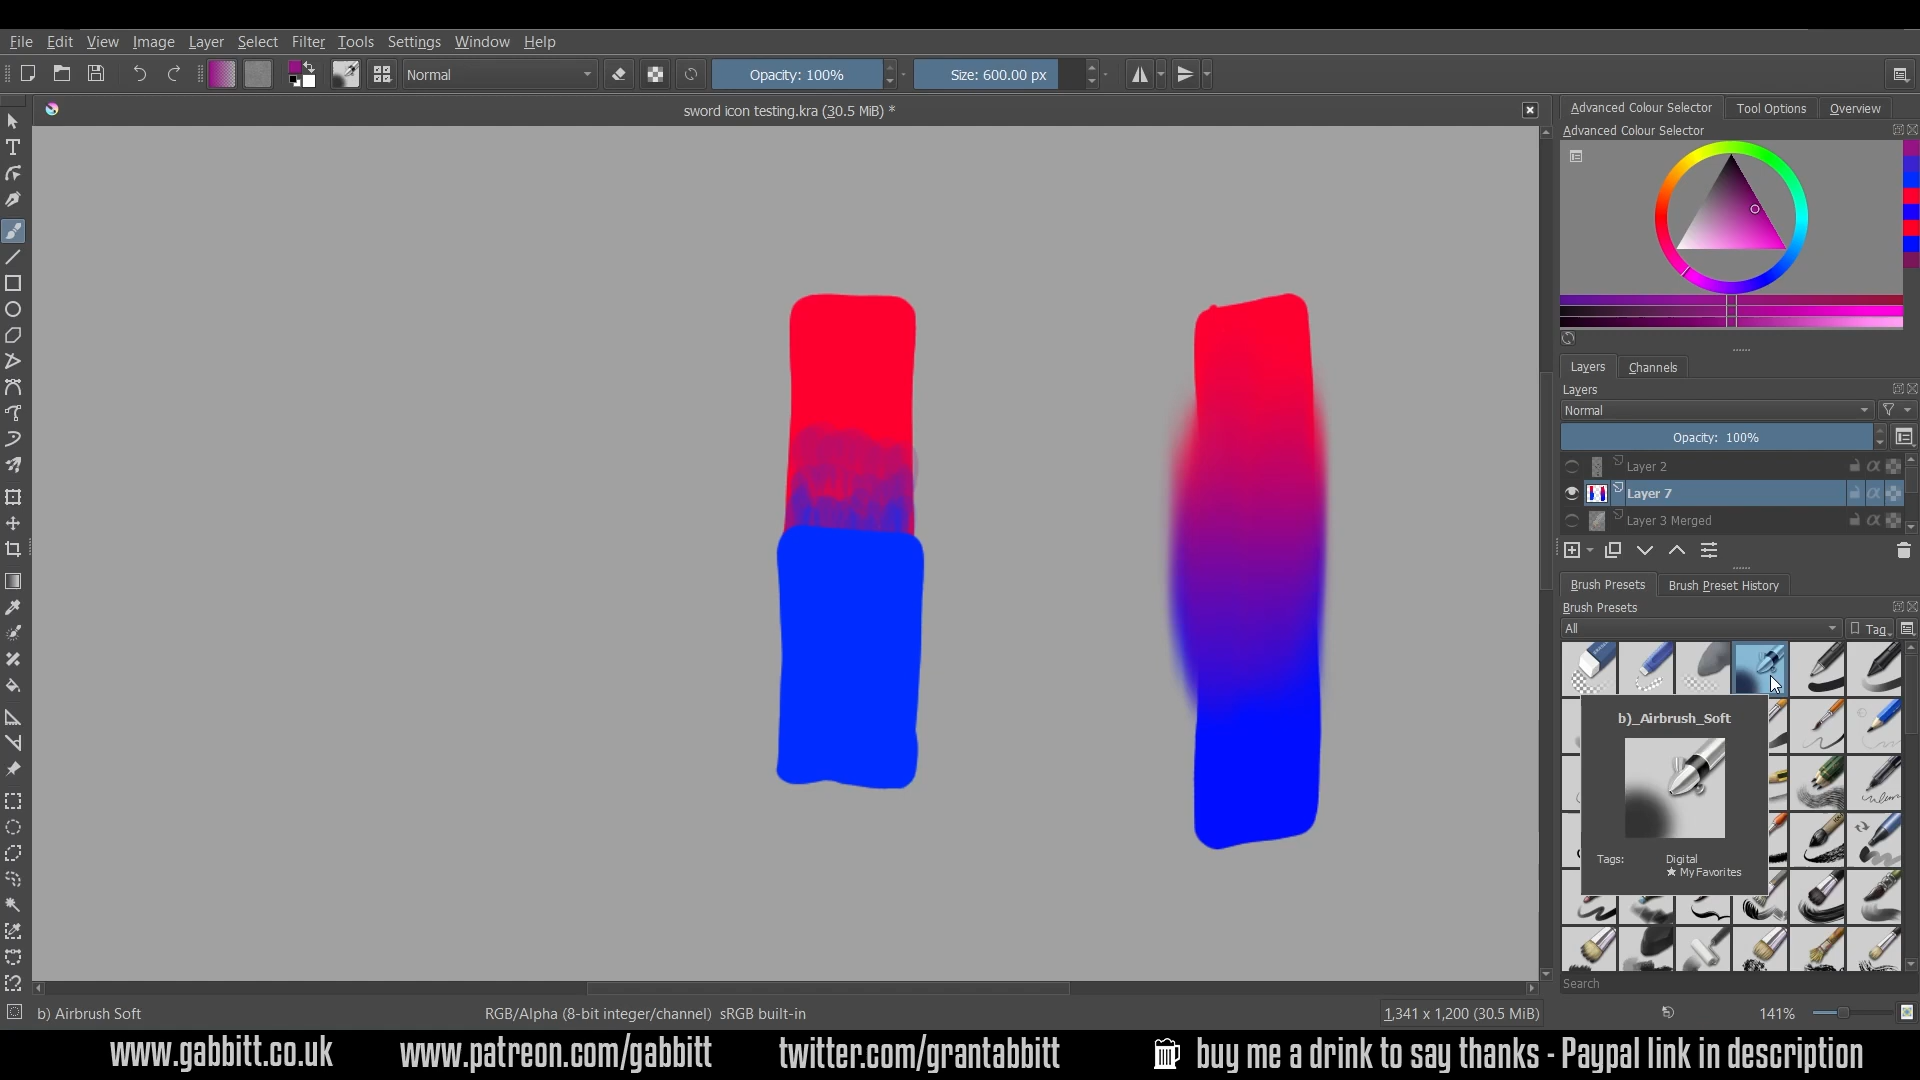 File Edit View Image Layer Select Filter Tools Settings Window Help
Normal Opacity: 100% Size: 600.00 px
sword icon testing.kra (30.5 MiB) *
Advanced Colour Selector Tool Options Overview
Advanced Colour Selector
Layers Channels
Layers
Normal
Opacity: 100%
Layer 2
Layer 7
Layer 3 Merged
Brush Presets Brush Preset History
Brush Presets
All Tag
b)_Airbrush_Soft
Tags: Digital
★ My Favorites
Search
b) Airbrush Soft RGB/Alpha (8-bit integer/channel) sRGB built-in 1,341 x 1,200 (30.5 MiB) 141%
www.gabbitt.co.uk www.patreon.com/gabbitt twitter.com/grantabbitt buy me a drink to say thanks - Paypal link in description